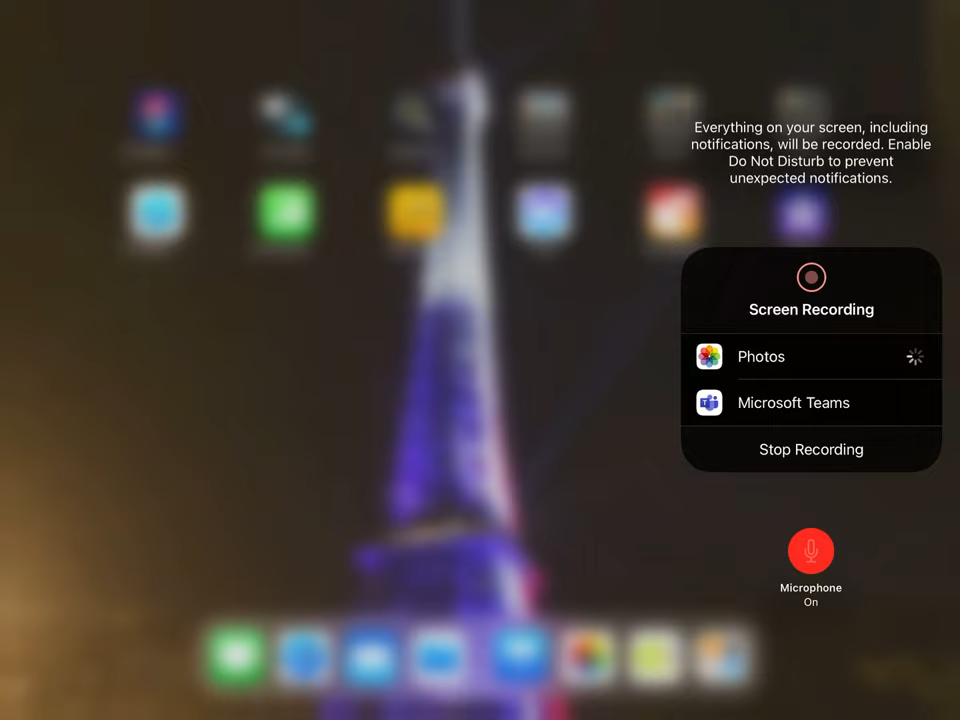 Everything on your screen, including
notifications, will be recorded. Enable
Do Not Disturb to prevent
unexpected notifications.
Screen Recording
Photos
Microsoft Teams
Stop Recording
Microphone
On